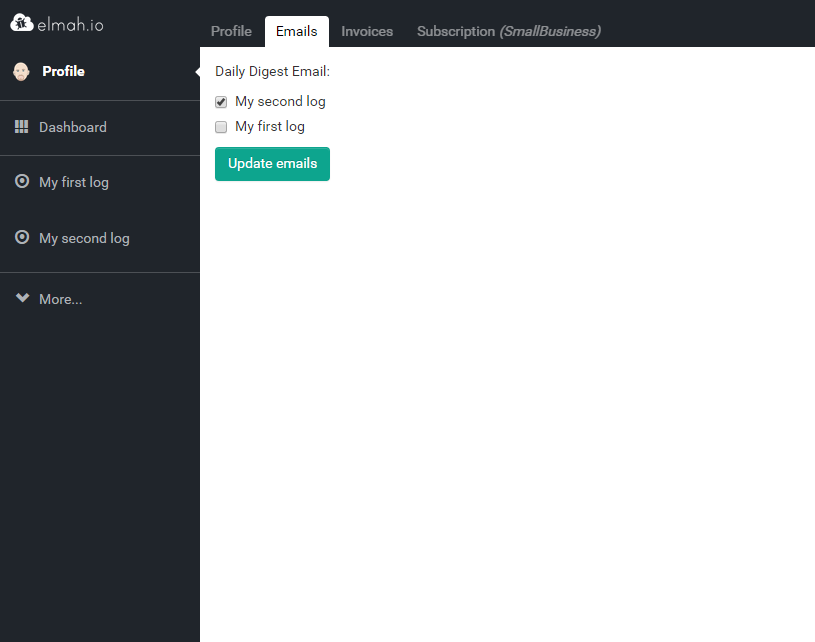 elmah.io
Profile
Dashboard
My first log
My second log
More...
Profile Emails Invoices Subscription (SmallBusiness)
Daily Digest Email:
My second log
My first log
Update emails